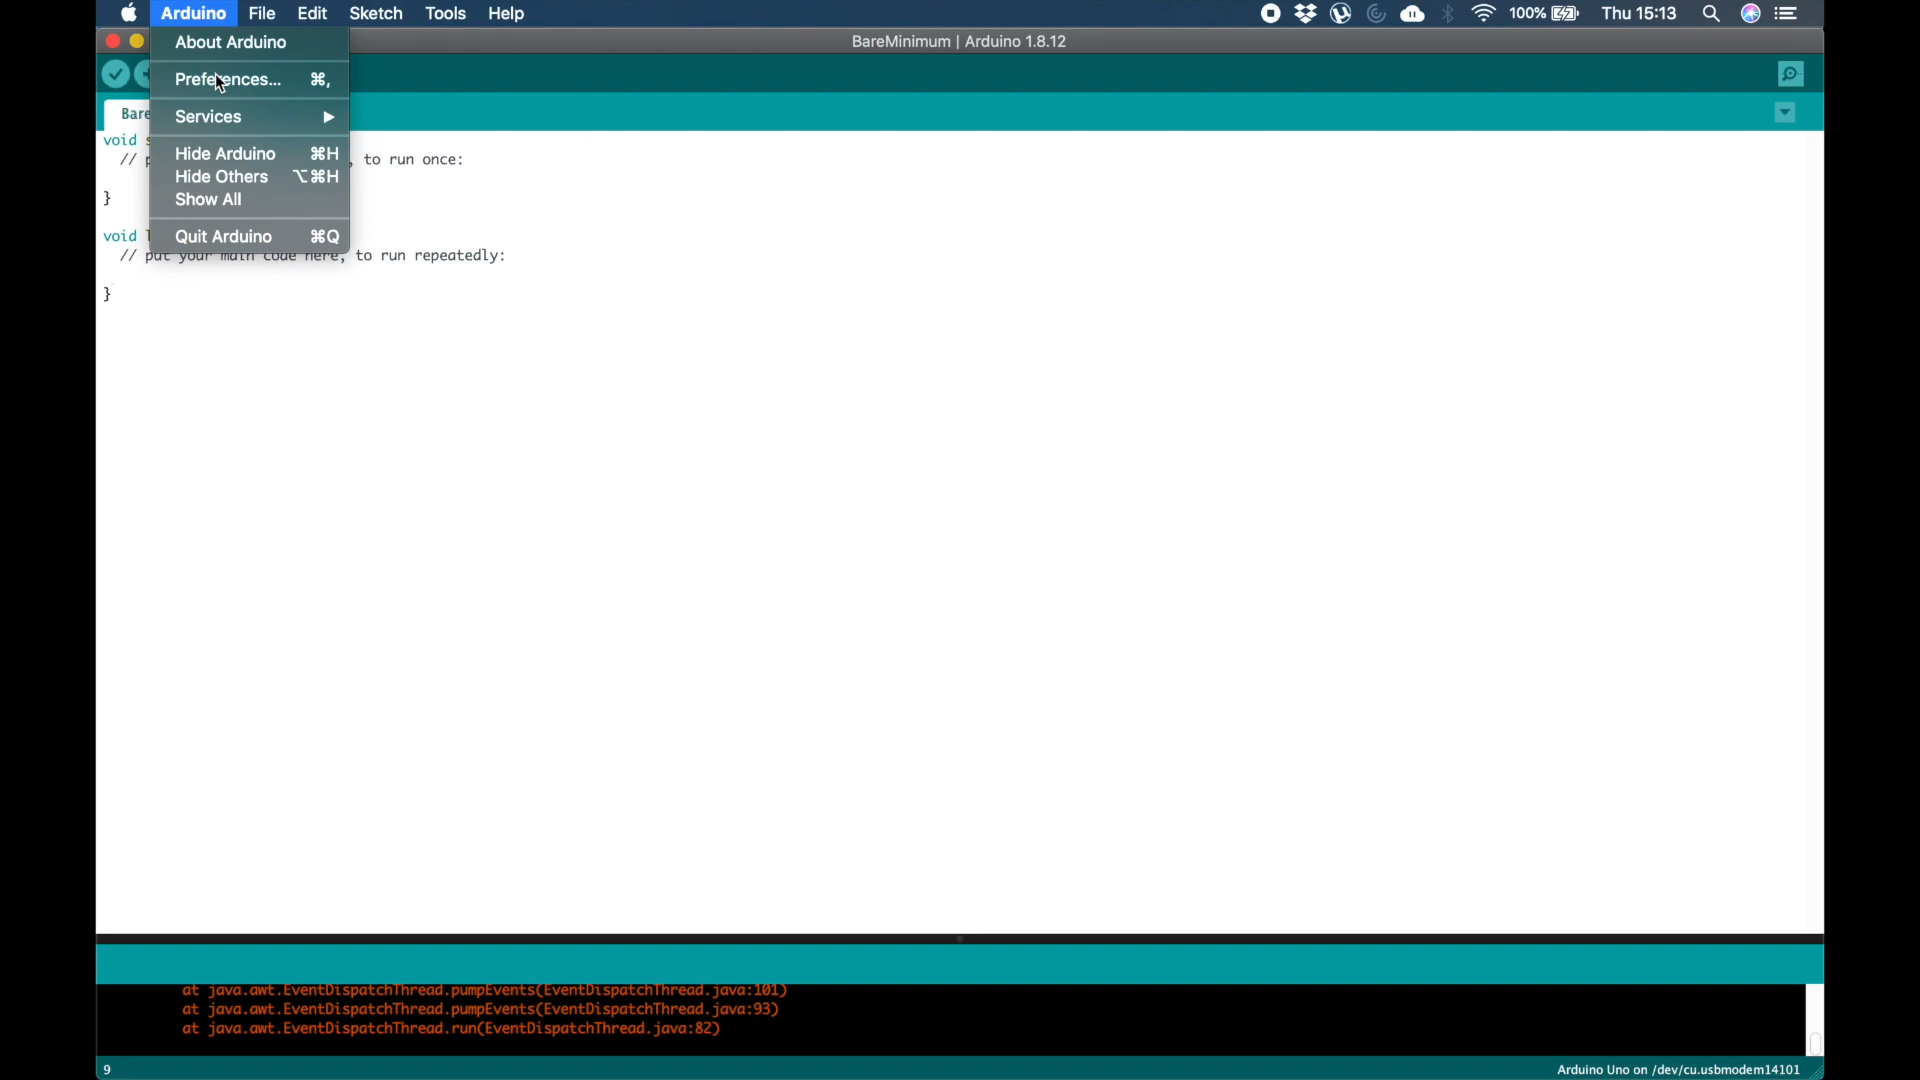 Arduino File Edit Sketch Tools Help 100% Thu 15:13
BareMinimum | Arduino 1.8.12
About Arduino
Preferences... ⌘,
Services ▶
Hide Arduino ⌘H
Hide Others ⌥⌘H
Show All
Quit Arduino ⌘Q
Bare
void
// , to run once:
}
void
// put your main code here, to run repeatedly:
}
at java.awt.EventDispatchThread.pumpEvents(EventDispatchThread.java:101)
at java.awt.EventDispatchThread.pumpEvents(EventDispatchThread.java:93)
at java.awt.EventDispatchThread.run(EventDispatchThread.java:82)
9 Arduino Uno on /dev/cu.usbmodem14101